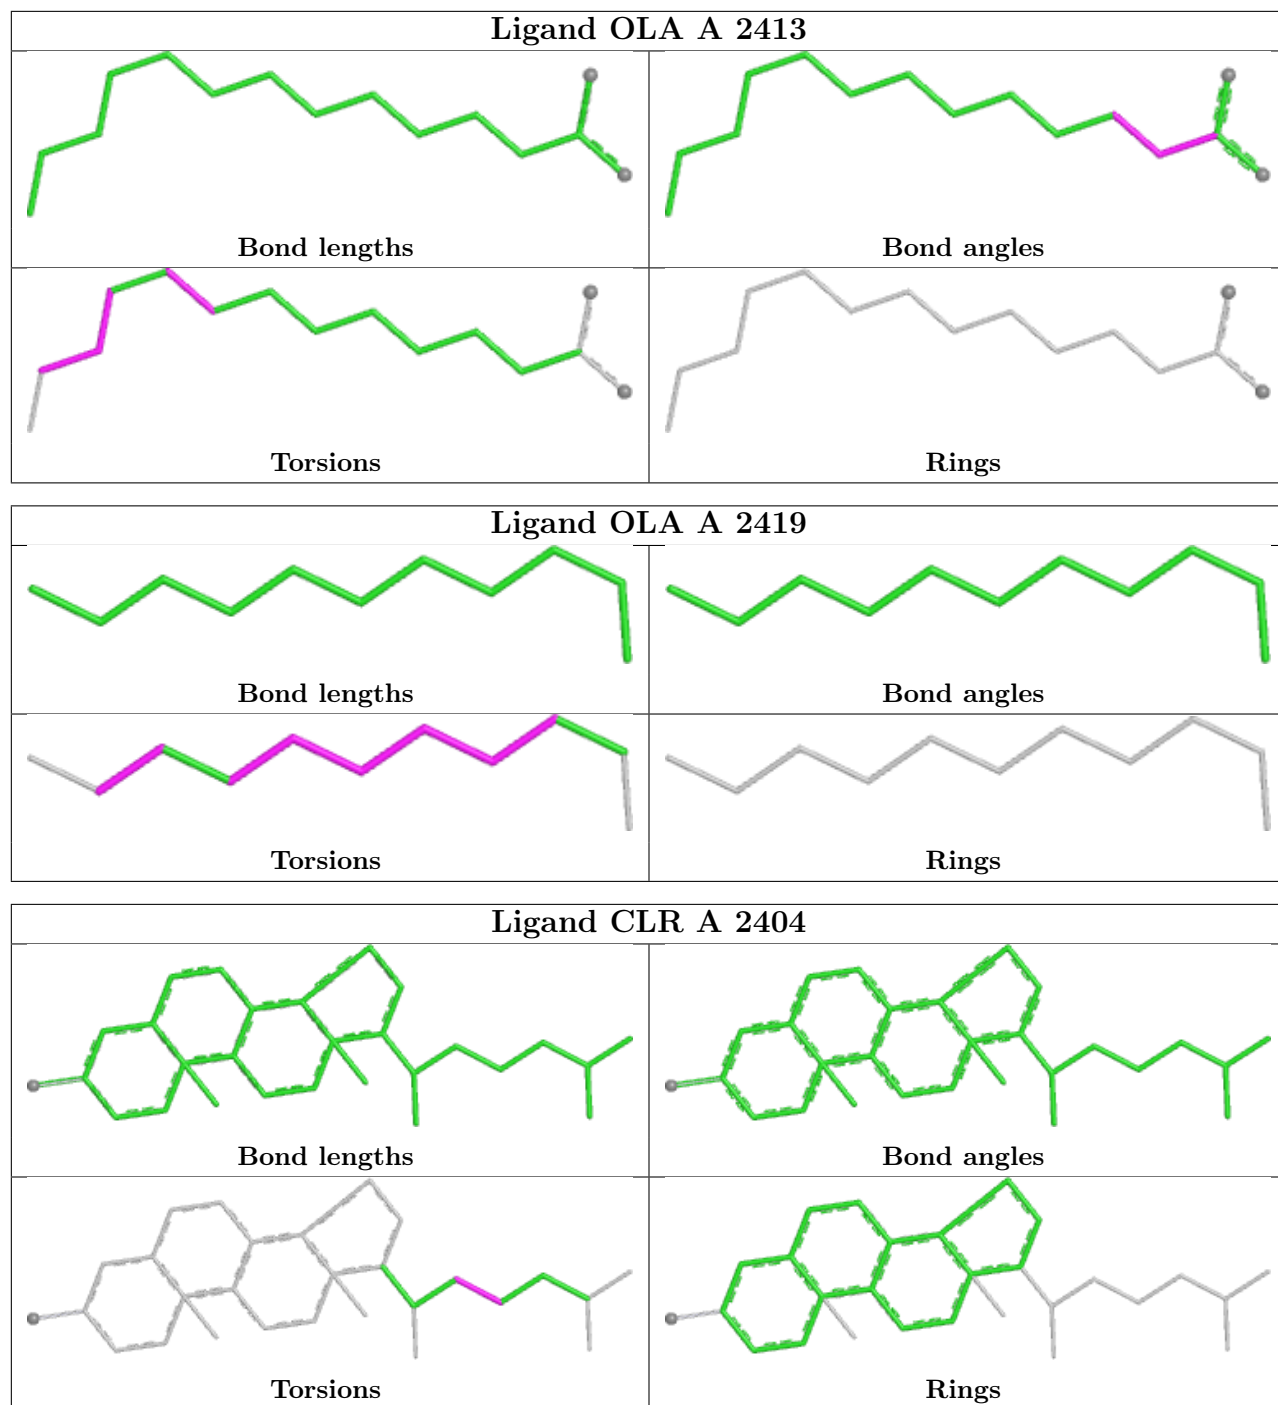 Ligand OLA A 2413
Bond lengths
Bond angles
Torsions
Rings
Ligand OLA A 2419
Bond lengths
Bond angles
Torsions
Rings
Ligand CLR A 2404
Bond lengths
Bond angles
Torsions
Rings